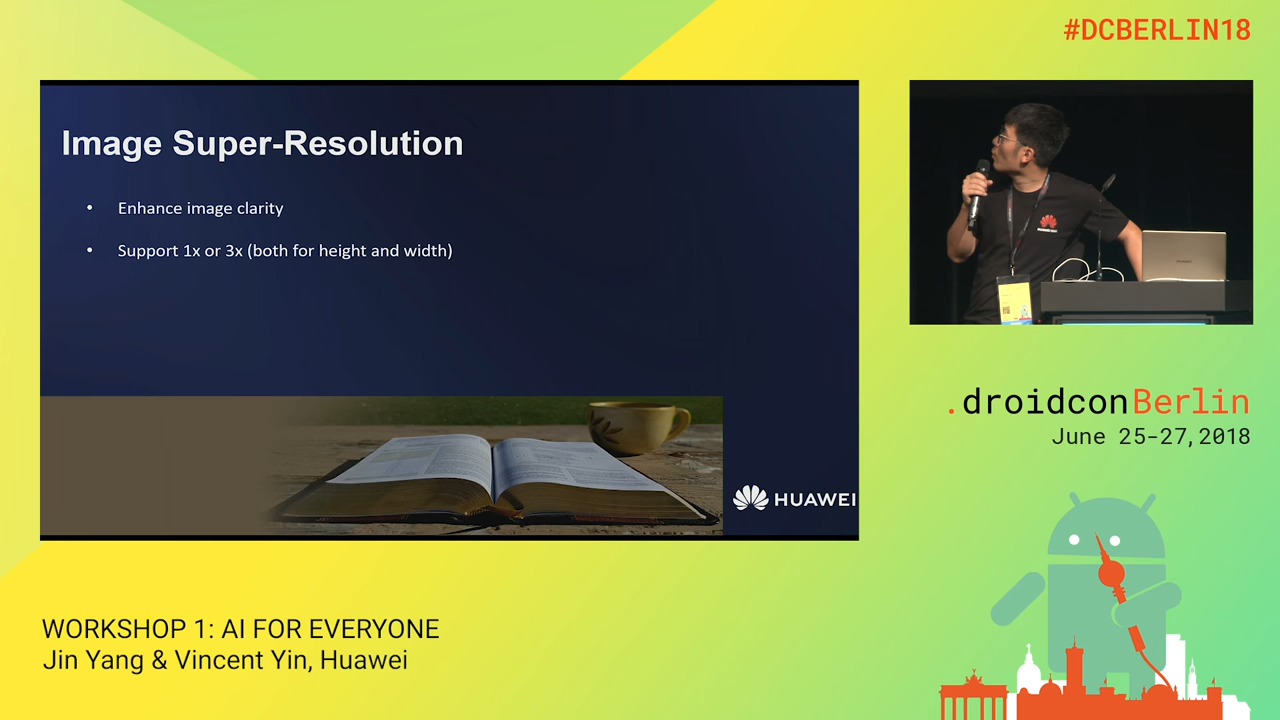 #DCBERLIN18
Image Super-Resolution
• Enhance image clarity
• Support 1x or 3x (both for height and width)
HUAWEI
.droidconBerlin
June 25-27, 2018
WORKSHOP 1: AI FOR EVERYONE
Jin Yang & Vincent Yin, Huawei